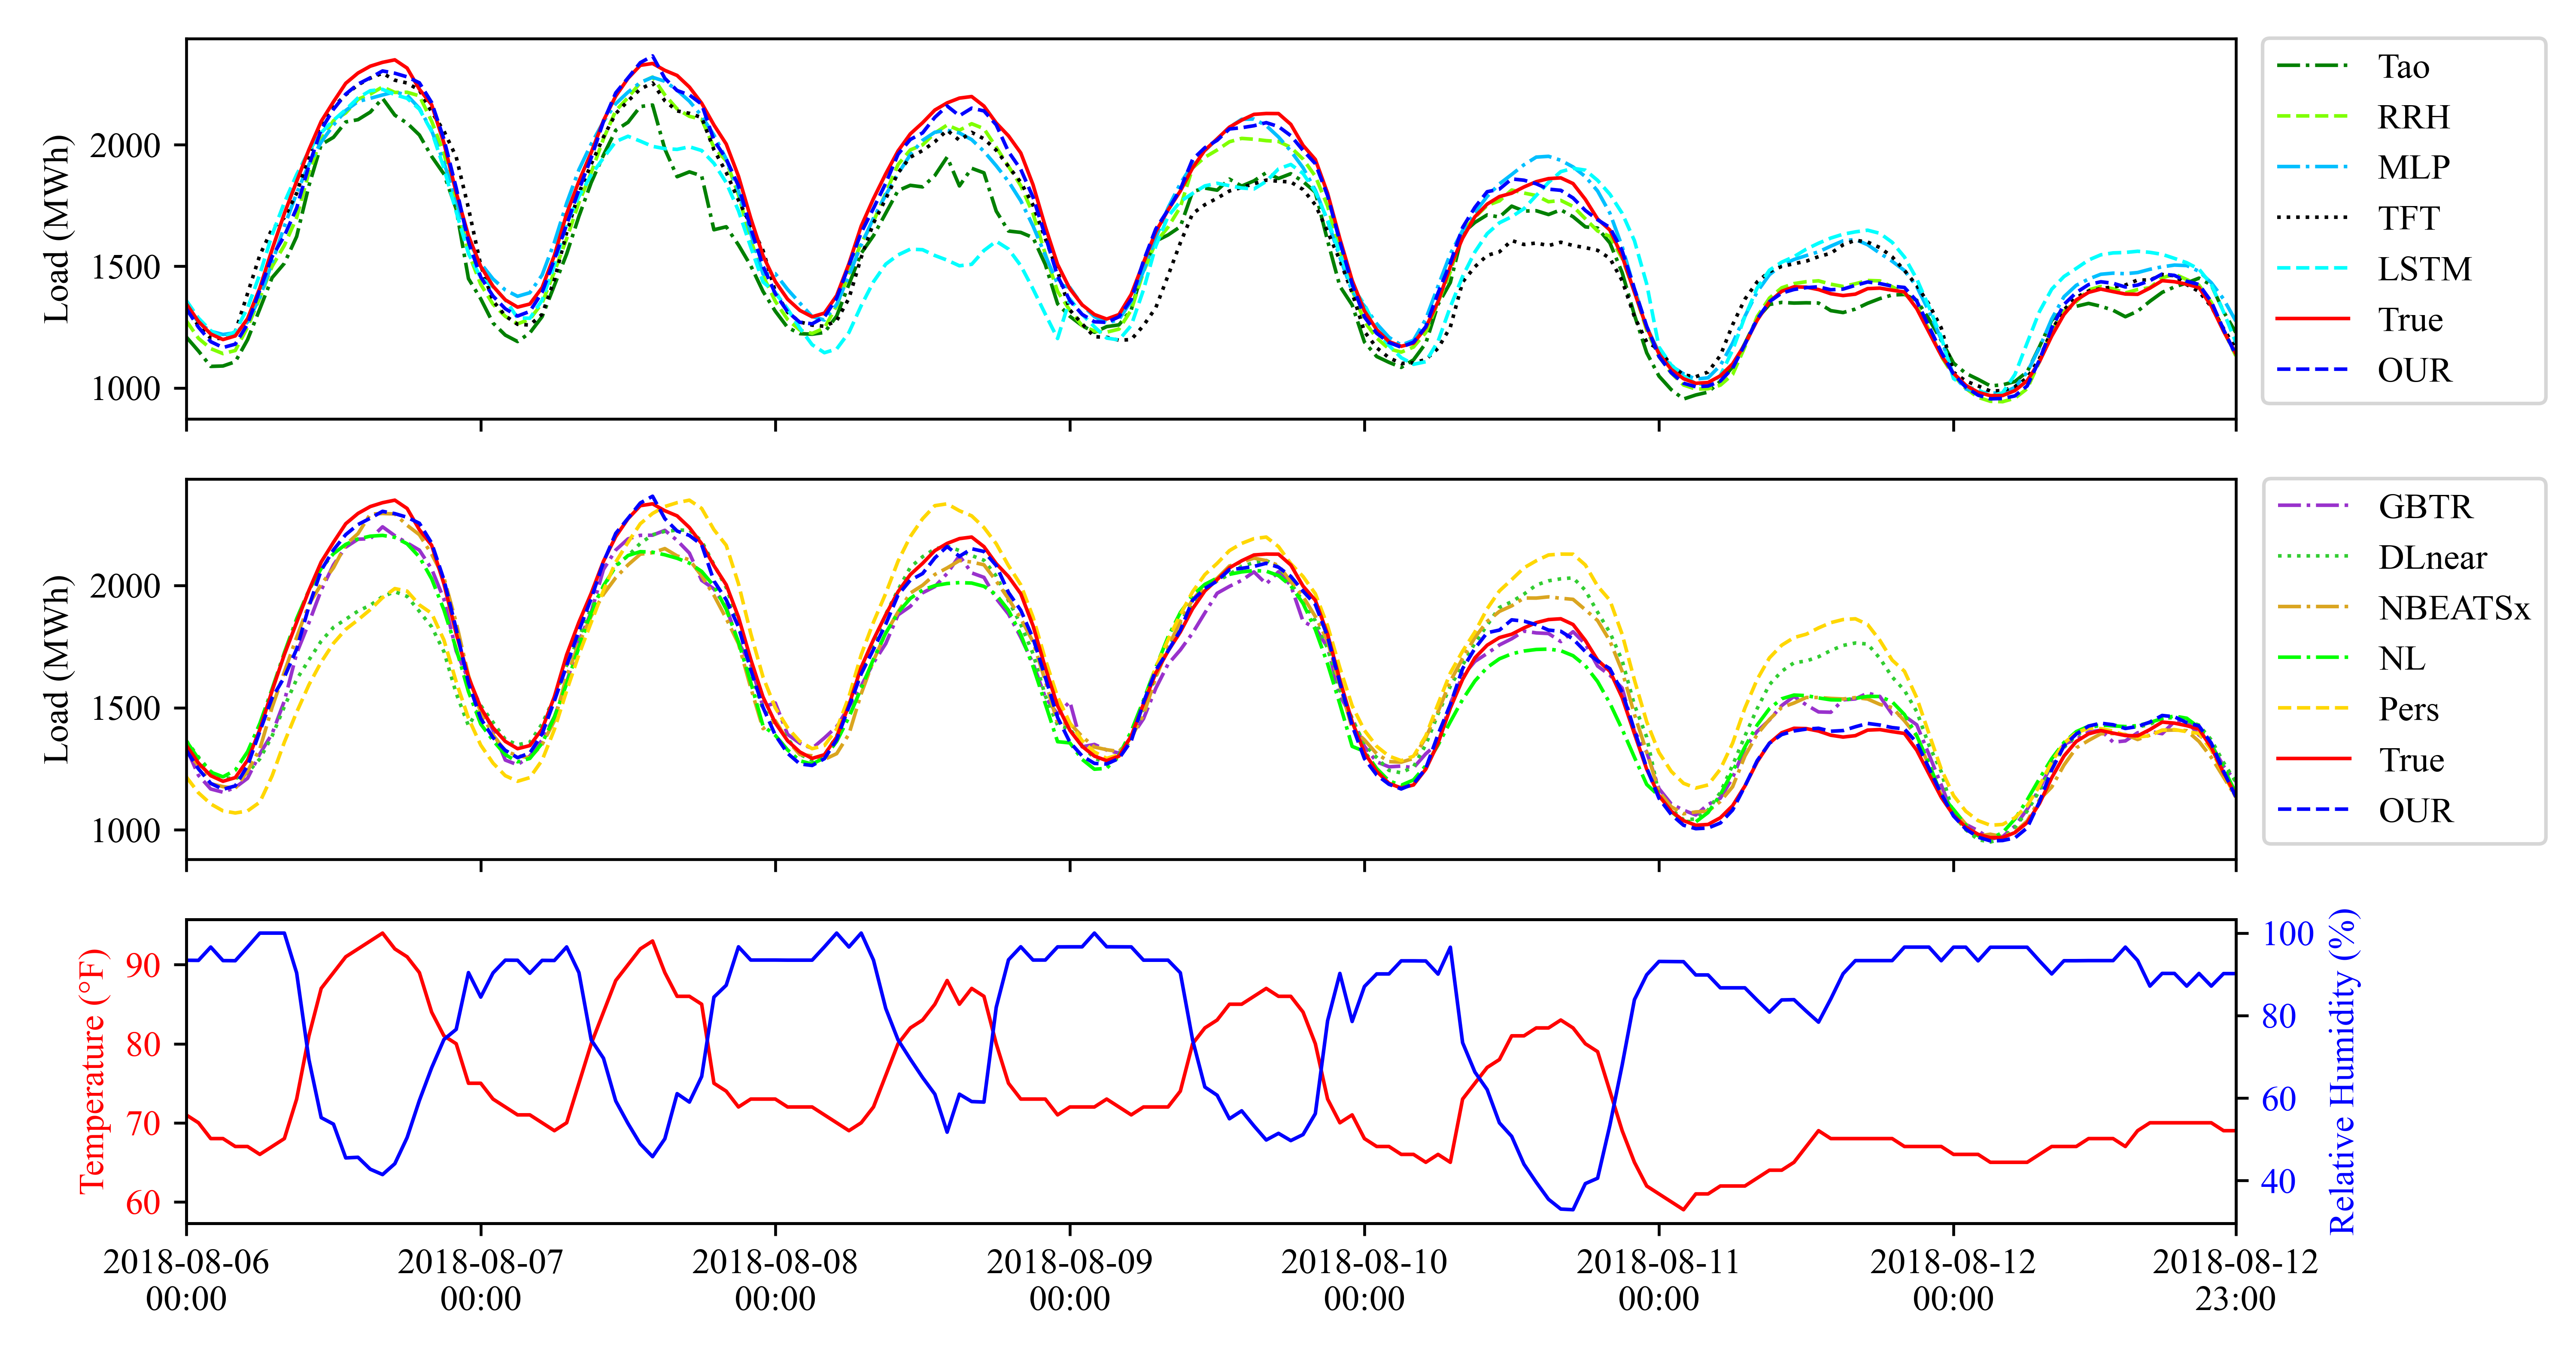 Load (MWh)
2000
1500
1000
Tao
RRH
MLP
TFT
LSTM
True
OUR
Load (MWh)
2000
1500
1000
GBTR
DLnear
NBEATSx
NL
Pers
True
OUR
Temperature (°F)
90
80
70
60
100
80
60
40
Relative Humidity (%)
2018-08-06
00:00
2018-08-07
00:00
2018-08-08
00:00
2018-08-09
00:00
2018-08-10
00:00
2018-08-11
00:00
2018-08-12
00:00
2018-08-12
23:00